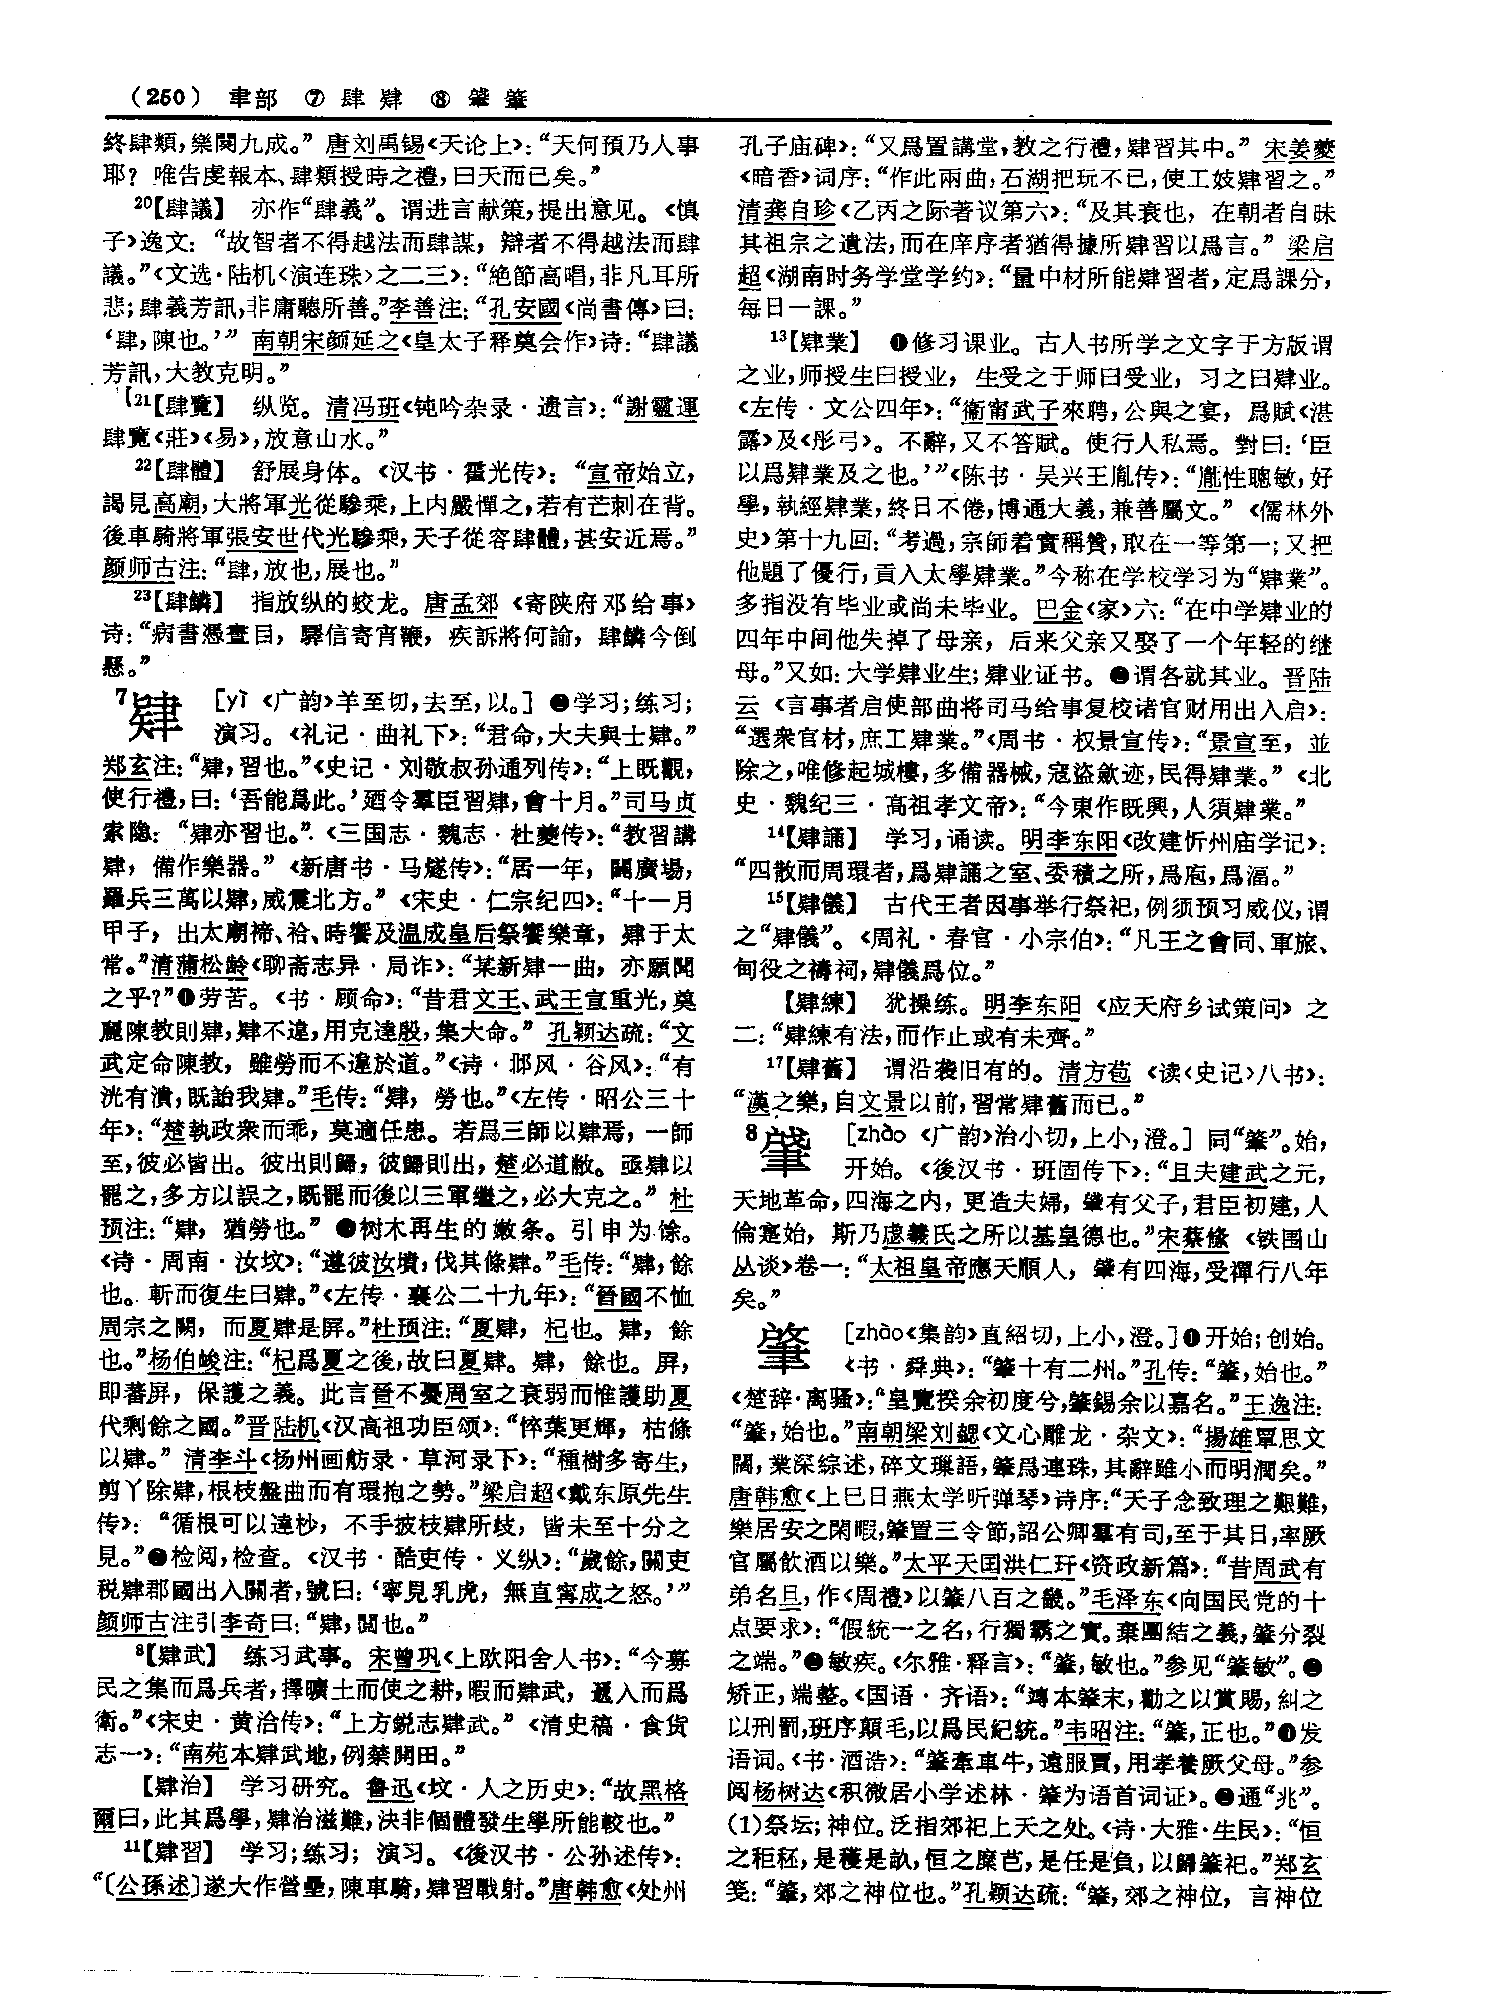 （250） 聿部 ⑦ 肆 肄 ⑧ 肈 肇
終肆類，樂闋九成。”唐刘禹锡《天论上》：“天何預乃人事
耶？唯告虔報本、肆類授時之禮，曰天而已矣。”
20【肆議】 亦作“肆義”。谓进言献策，提出意见。《慎
子》逸文：“故智者不得越法而肆謀，辯者不得越法而肆
議。”《文选·陆机〈演连珠〉之二三》：“絶節高唱，非凡耳所
悲；肆義芳訊，非庸聽所善。”李善注：“孔安國《尚書傳》曰：
‘肆，陳也。’” 南朝宋颜延之《皇太子释奠会作》诗：“肆議
芳訊，大教克明。”
21【肆覽】 纵览。清冯班《钝吟杂录·遗言》：“謝靈運
肆覽《莊》《易》，放意山水。”
22【肆體】 舒展身体。《汉书·霍光传》：“宣帝始立，
謁見高廟，大將軍光從驂乘，上内嚴憚之，若有芒刺在背。
後車騎將軍張安世代光驂乘，天子從容肆體，甚安近焉。”
颜师古注：“肆，放也，展也。”
23【肆鱗】 指放纵的蛟龙。唐孟郊《寄陕府邓给事》
诗：“病書憑晝目，驛信寄宵鞭，疾訴將何諭，肆鱗今倒
懸。”
7肄 ［yì 《广韵》羊至切，去至，以。］ ❶学习；练习；
演习。《礼记·曲礼下》：“君命，大夫與士肄。”
郑玄注：“肄，習也。”《史记·刘敬叔孙通列传》：“上既觀，
使行禮，曰：‘吾能爲此。’迺令羣臣習肄，會十月。”司马贞
索隐：“肄亦習也。”《三国志·魏志·杜夔传》：“教習講
肄，備作樂器。”《新唐书·马燧传》：“居一年，闢廣場，
羅兵三萬以肄，威震北方。”《宋史·仁宗纪四》：“十一月
甲子，出太廟禘、祫、時饗及温成皇后祭饗樂章，肄于太
常。”清蒲松龄《聊斋志异·局诈》：“某新肄一曲，亦願聞
之乎？”❷劳苦。《书·顾命》：“昔君文王、武王宣重光，奠
麗陳教則肄，肄不違，用克達殷，集大命。” 孔颖达疏：“文
武定命陳教，雖勞而不違於道。”《诗·邶风·谷风》：“有
洸有潰，既詒我肄。”毛传：“肄，勞也。”《左传·昭公三十
年》：“楚執政衆而乖，莫適任患。若爲三師以肄焉，一師
至，彼必皆出。彼出則歸，彼歸則出，楚必道敝。亟肄以
罷之，多方以誤之，既罷而後以三軍繼之，必大克之。” 杜
预注：“肄，猶勞也。” ❸树木再生的嫩条。引申为馀。
《诗·周南·汝坟》：“遵彼汝墳，伐其條肄。”毛传：“肄，餘
也。斬而復生曰肄。”《左传·襄公二十九年》：“晉國不恤
周宗之闕，而夏肄是屏。”杜预注：“夏肄，杞也。肄，餘
也。”杨伯峻注：“杞爲夏之後，故曰夏肄。肄，餘也。屏，
即蕃屏，保護之義。此言晉不憂周室之衰弱而惟護助夏
代剩餘之國。”晋陆机《汉高祖功臣颂》：“悴葉更輝，枯條
以肄。” 清李斗《扬州画舫录·草河录下》：“種樹多寄生，
剪丫除肄，根枝盤曲而有環抱之勢。”梁启超《戴东原先生
传》：“循根可以達杪，不手披枝肄所歧，皆未至十分之
見。”❹检阅，检查。《汉书·酷吏传·义纵》：“歲餘，關吏
税肄郡國出入關者，號曰：‘寧見乳虎，無直甯成之怒。’”
颜师古注引李奇曰：“肄，閲也。”
8【肄武】 练习武事。宋曾巩《上欧阳舍人书》：“今募
民之集而爲兵者，擇曠土而使之耕，暇而肄武，遞入而爲
衛。”《宋史·黄洽传》：“上方鋭志肄武。”《清史稿·食货
志一》：“南苑本肄武地，例禁開田。”
【肄治】 学习研究。鲁迅《坟·人之历史》：“故黑格
爾曰，此其爲學，肄治滋難，决非個體發生學所能較也。”
11【肄習】 学习；练习；演习。《後汉书·公孙述传》：
“〔公孫述〕遂大作營壘，陳車騎，肄習戰射。”唐韩愈《处州
孔子庙碑》：“又爲置講堂，教之行禮，肄習其中。” 宋姜夔
《暗香》词序：“作此兩曲，石湖把玩不已，使工妓肄習之。”
清龚自珍《乙丙之际著议第六》：“及其衰也，在朝者自昧
其祖宗之遺法，而在庠序者猶得據所肄習以爲言。” 梁启
超《湖南时务学堂学约》：“量中材所能肄習者，定爲課分，
每日一課。”
13【肄業】 ❶修习课业。古人书所学之文字于方版谓
之业，师授生曰授业，生受之于师曰受业，习之曰肄业。
《左传·文公四年》：“衞甯武子來聘，公與之宴，爲賦《湛
露》及《彤弓》。不辭，又不答賦。使行人私焉。對曰：‘臣
以爲肄業及之也。’”《陈书·吴兴王胤传》：“胤性聰敏，好
學，執經肄業，終日不倦，博通大義，兼善屬文。”《儒林外
史》第十九回：“考過，宗師着實稱贊，取在一等第一；又把
他題了優行，貢入太學肄業。”今称在学校学习为“肄業”。
多指没有毕业或尚未毕业。巴金《家》六：“在中学肄业的
四年中间他失掉了母亲，后来父亲又娶了一个年轻的继
母。”又如：大学肄业生；肄业证书。❷谓各就其业。晋陆
云《言事者启使部曲将司马给事复校诸官财用出入启》：
“選衆官材，庶工肄業。”《周书·权景宣传》：“景宣至，並
除之，唯修起城樓，多備器械，寇盜斂迹，民得肄業。”《北
史·魏纪三·高祖孝文帝》：“今東作既興，人須肄業。”
14【肄誦】 学习，诵读。明李东阳《改建忻州庙学记》：
“四散而周環者，爲肄誦之室、委積之所，爲庖，爲湢。”
15【肄儀】 古代王者因事举行祭祀，例须预习威仪，谓
之“肄儀”。《周礼·春官·小宗伯》：“凡王之會同、軍旅、
甸役之禱祠，肄儀爲位。”
【肄練】 犹操练。明李东阳《应天府乡试策问》之
二：“肄練有法，而作止或有未齊。”
17【肄舊】 谓沿袭旧有的。清方苞《读〈史记〉八书》：
“漢之樂，自文景以前，習常肄舊而已。”
8肈 ［zhào 《广韵》治小切，上小，澄。］ 同“肇”。始，
开始。《後汉书·班固传下》：“且夫建武之元，
天地革命，四海之内，更造夫婦，肈有父子，君臣初建，人
倫寔始，斯乃虙羲氏之所以基皇德也。”宋蔡絛《铁围山
丛谈》卷一：“太祖皇帝應天順人，肈有四海，受禪行八年
矣。”
肇 ［zhào《集韵》直紹切，上小，澄。］❶开始；创始。
《书·舜典》：“肇十有二州。”孔传：“肇，始也。”
《楚辞·离骚》：“皇覽揆余初度兮，肇錫余以嘉名。”王逸注：
“肇，始也。”南朝梁刘勰《文心雕龙·杂文》：“揚雄覃思文
闊，業深綜述，碎文璅語，肇爲連珠，其辭雖小而明潤矣。”
唐韩愈《上巳日燕太学听弹琴》诗序：“天子念致理之艱難，
樂居安之閑暇，肇置三令節，詔公卿羣有司，至于其日，率厥
官屬飲酒以樂。”太平天囯洪仁玕《资政新篇》：“昔周武有
弟名旦，作《周禮》以肇八百之畿。”毛泽东《向国民党的十
点要求》：“假統一之名，行獨霸之實。棄團結之義，肇分裂
之端。”❷敏疾。《尔雅·释言》：“肇，敏也。”参见“肇敏”。❸
矫正，端整。《国语·齐语》：“竱本肇末，勸之以賞賜，糾之
以刑罰，班序顛毛，以爲民紀統。”韦昭注：“肇，正也。”❹发
语词。《书·酒诰》：“肇牽車牛，遠服賈，用孝養厥父母。”参
阅杨树达《积微居小学述林·肇为语首词证》。❺通“兆”。
(1)祭坛；神位。泛指郊祀上天之处。《诗·大雅·生民》：“恒
之秬秠，是穫是畝，恒之穈芑，是任是負，以歸肇祀。”郑玄
笺：“肇，郊之神位也。”孔颖达疏：“肇，郊之神位，言神位